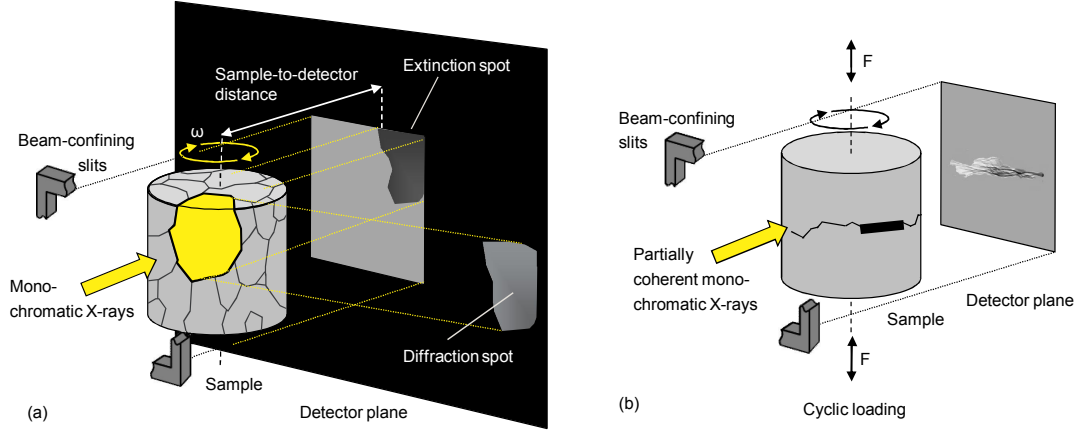 Extinction spot
Sample-to-detector
distance
ω
Beam-confining
slits
Mono-
chromatic X-rays
Diffraction spot
Sample
(a)
Detector plane
F
Beam-confining
slits
Partially
coherent mono-
chromatic X-rays
Detector plane
Sample
F
(b)
Cyclic loading